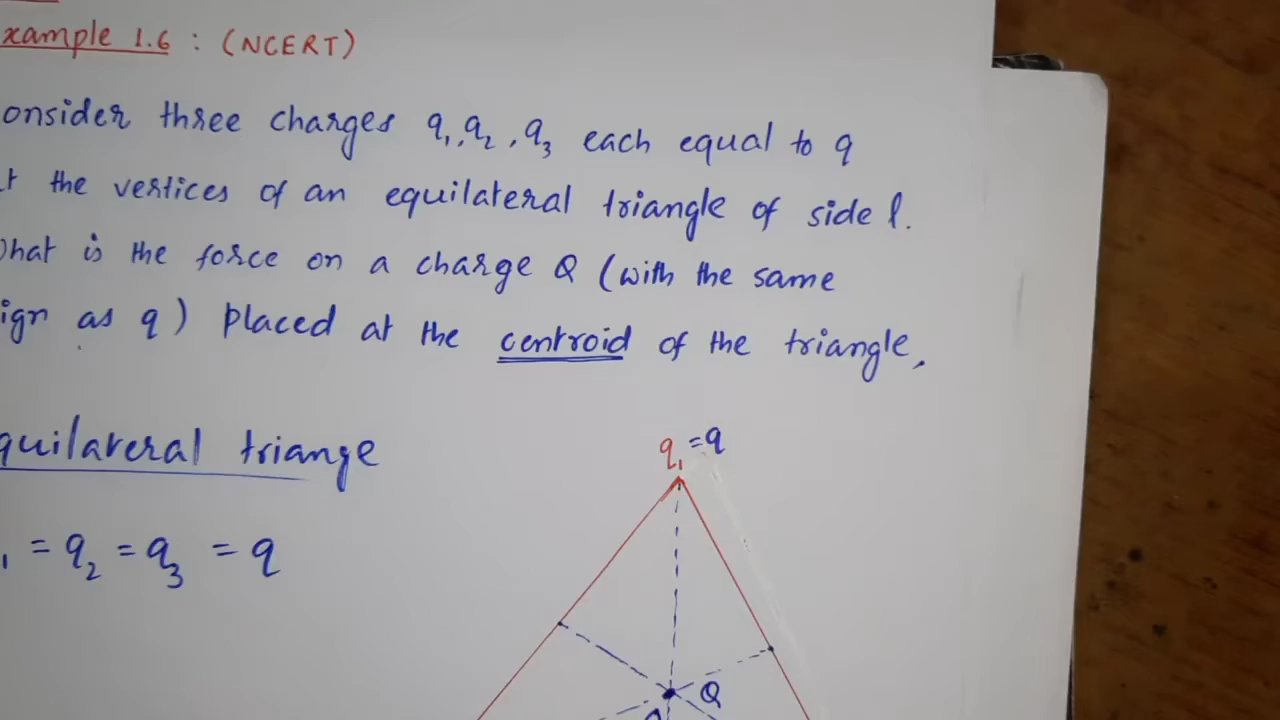 xample 1.6 : (NCERT)
onsider three charges q1, q2, q3 each equal to q
t the vertices of an equilateral triangle of side l.
hat is the force on a charge Q (with the same
ign as q) placed at the centroid of the triangle.
quilateral triange
q1 = q
1 = q2 = q3 = q
Q